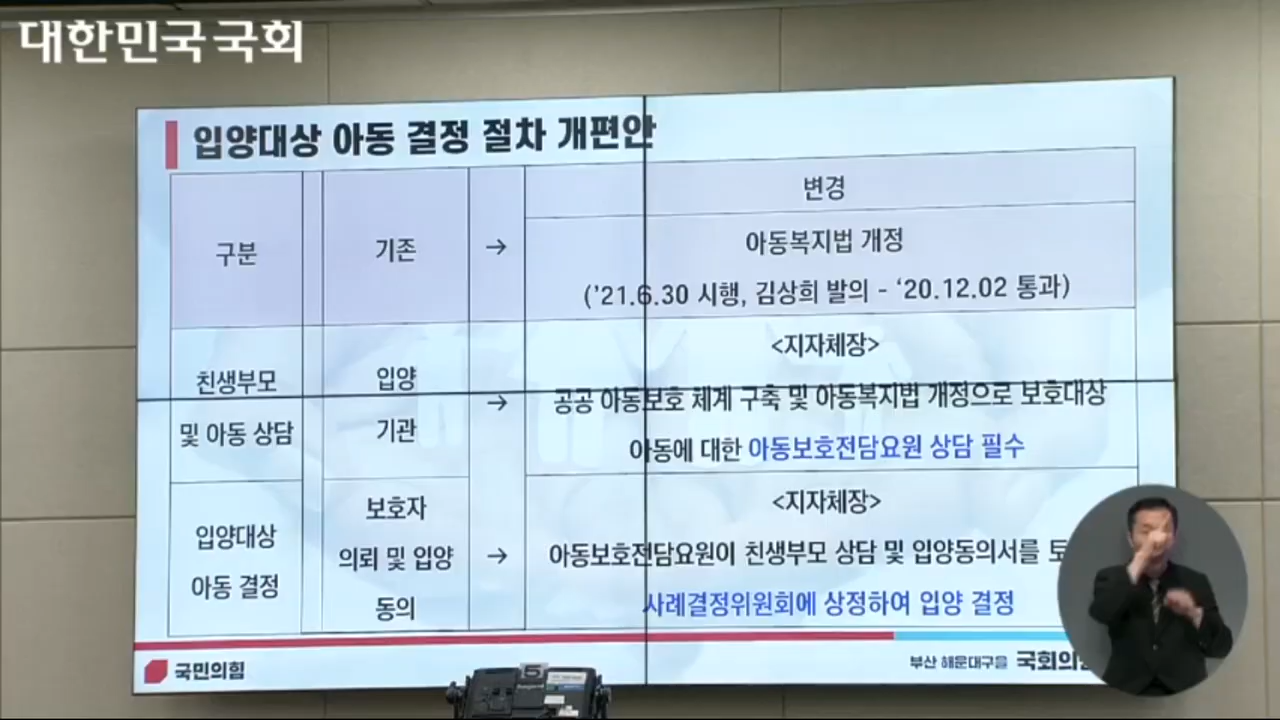 대한민국국회
입양대상 아동 결정 절차 개편안
구분
기존
→
변경
아동복지법 개정
('21.6.30 시행, 김상희 발의 - ‘20.12.02 통과)
친생부모
및 아동 상담
입양
기관
→
<지자체장>
공공 아동보호 체계 구축 및 아동복지법 개정으로 보호대상
아동에 대한 아동보호전담요원 상담 필수
입양대상
아동 결정
보호자
의뢰 및 입양
동의
→
<지자체장>
아동보호전담요원이 친생부모 상담 및 입양동의서를
사례결정위원회에 상정하여 입양 결정
국민의힘
부산 해운대구을 국회의
5